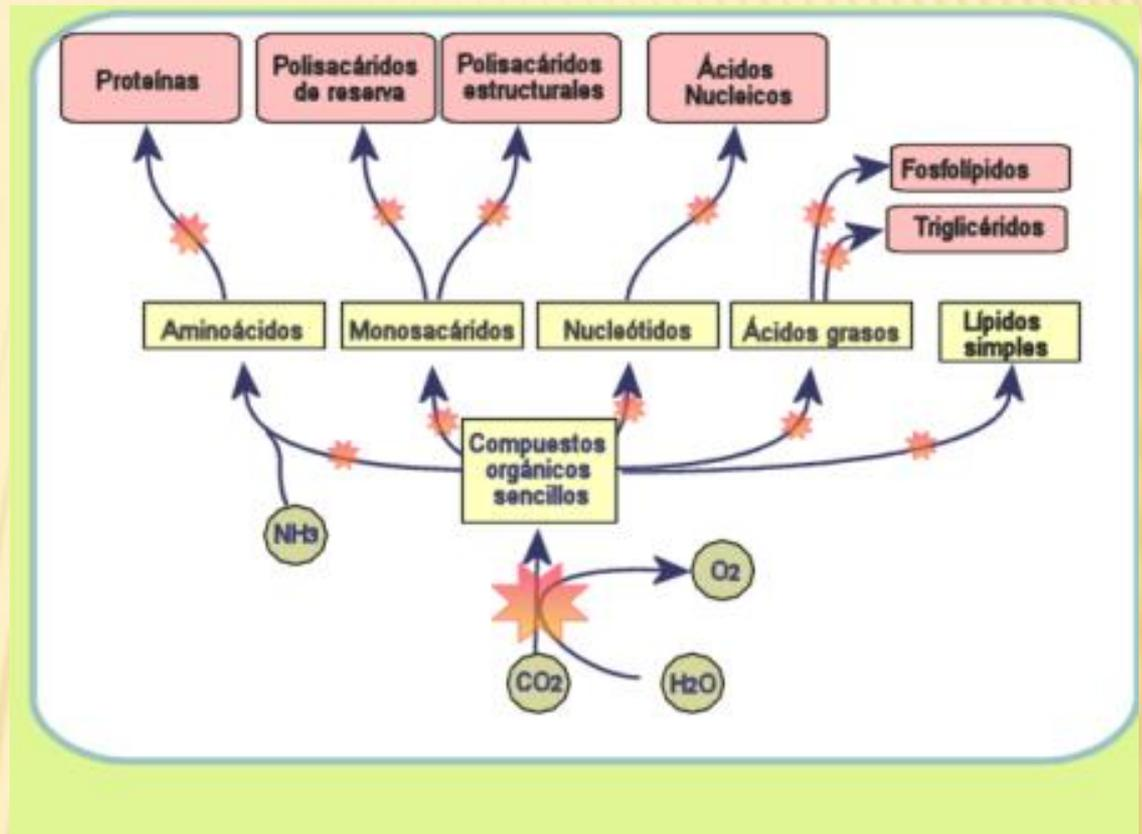 Proteínas
Polisacáridos
de reserva
Polisacáridos
estructurales
Ácidos
Nucleicos
Fosfolípidos
Triglicéridos
Aminoácidos
Monosacáridos
Nucleótidos
Ácidos grasos
Lípidos
simples
Compuestos
orgánicos
sencillos
NH3
O2
CO2
H2O